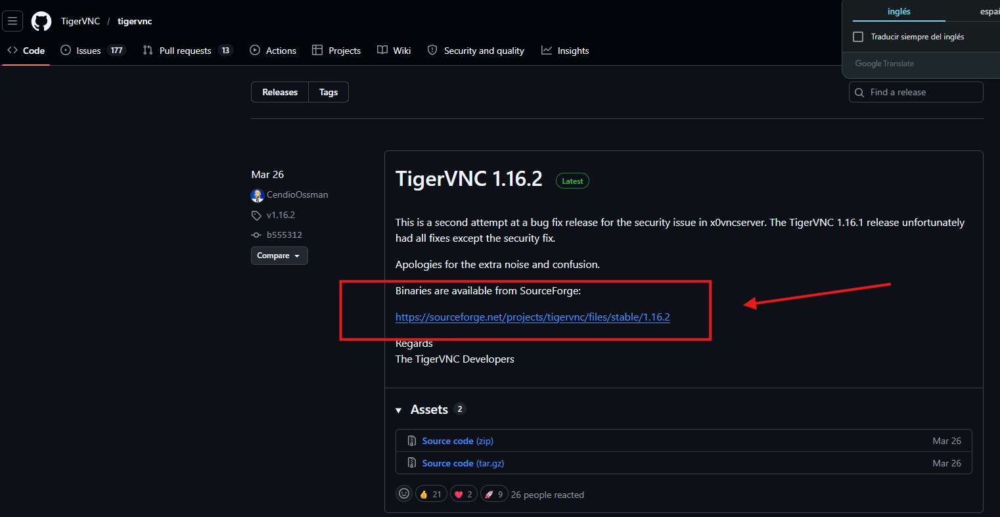 TigerVNC / tigervnc
Code
Issues 177
Pull requests 13
Actions
Projects
Wiki
Security and quality
Insights
inglés
españ
Traducir siempre del inglés
Google Translate
Releases
Tags
Find a release
Mar 26
CendioOssman
v1.16.2
b555312
Compare
TigerVNC 1.16.2 Latest
This is a second attempt at a bug fix release for the security issue in x0vncserver. The TigerVNC 1.16.1 release unfortunately
had all fixes except the security fix.
Apologies for the extra noise and confusion.
Binaries are available from SourceForge:
https://sourceforge.net/projects/tigervnc/files/stable/1.16.2
Regards
The TigerVNC Developers
Assets 2
Source code (zip) Mar 26
Source code (tar.gz) Mar 26
👍 21 ❤️ 2 🚀 9 26 people reacted